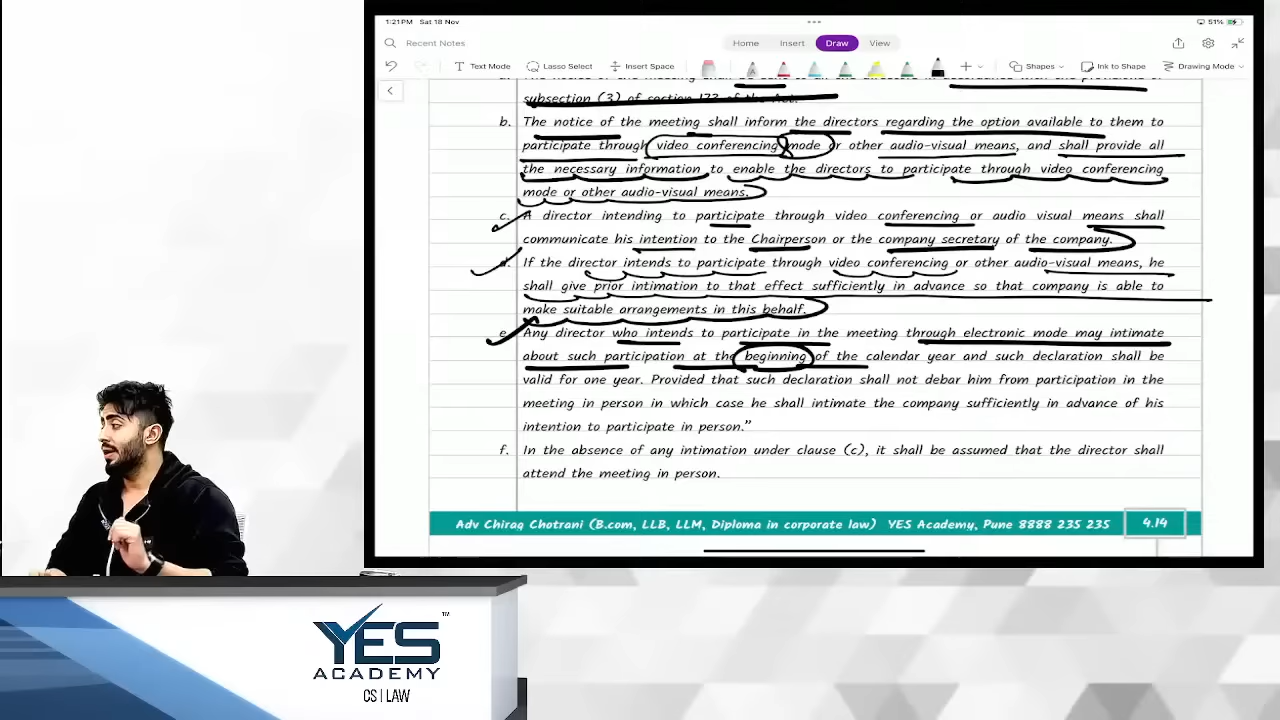 1:21 PM Sat 18 Nov
51%
Recent Notes
Home Insert Draw View
Text Mode Lasso Select Insert Space Shapes Ink to Shape Drawing Mode
subsection (3) of section 173 of the Act.
b. The notice of the meeting shall inform the directors regarding the option available to them to
participate through video conferencing mode or other audio-visual means, and shall provide all
the necessary information to enable the directors to participate through video conferencing
mode or other audio-visual means.
c. A director intending to participate through video conferencing or audio visual means shall
communicate his intention to the Chairperson or the company secretary of the company.
d. If the director intends to participate through video conferencing or other audio-visual means, he
shall give prior intimation to that effect sufficiently in advance so that company is able to
make suitable arrangements in this behalf.
e. Any director who intends to participate in the meeting through electronic mode may intimate
about such participation at the beginning of the calendar year and such declaration shall be
valid for one year. Provided that such declaration shall not debar him from participation in the
meeting in person in which case he shall intimate the company sufficiently in advance of his
intention to participate in person.”
f. In the absence of any intimation under clause (c), it shall be assumed that the director shall
attend the meeting in person.
Adv Chirag Chotrani (B.com, LLB, LLM, Diploma in corporate law) YES Academy, Pune 8888 235 235 4.14
YES™
ACADEMY
CS | LAW